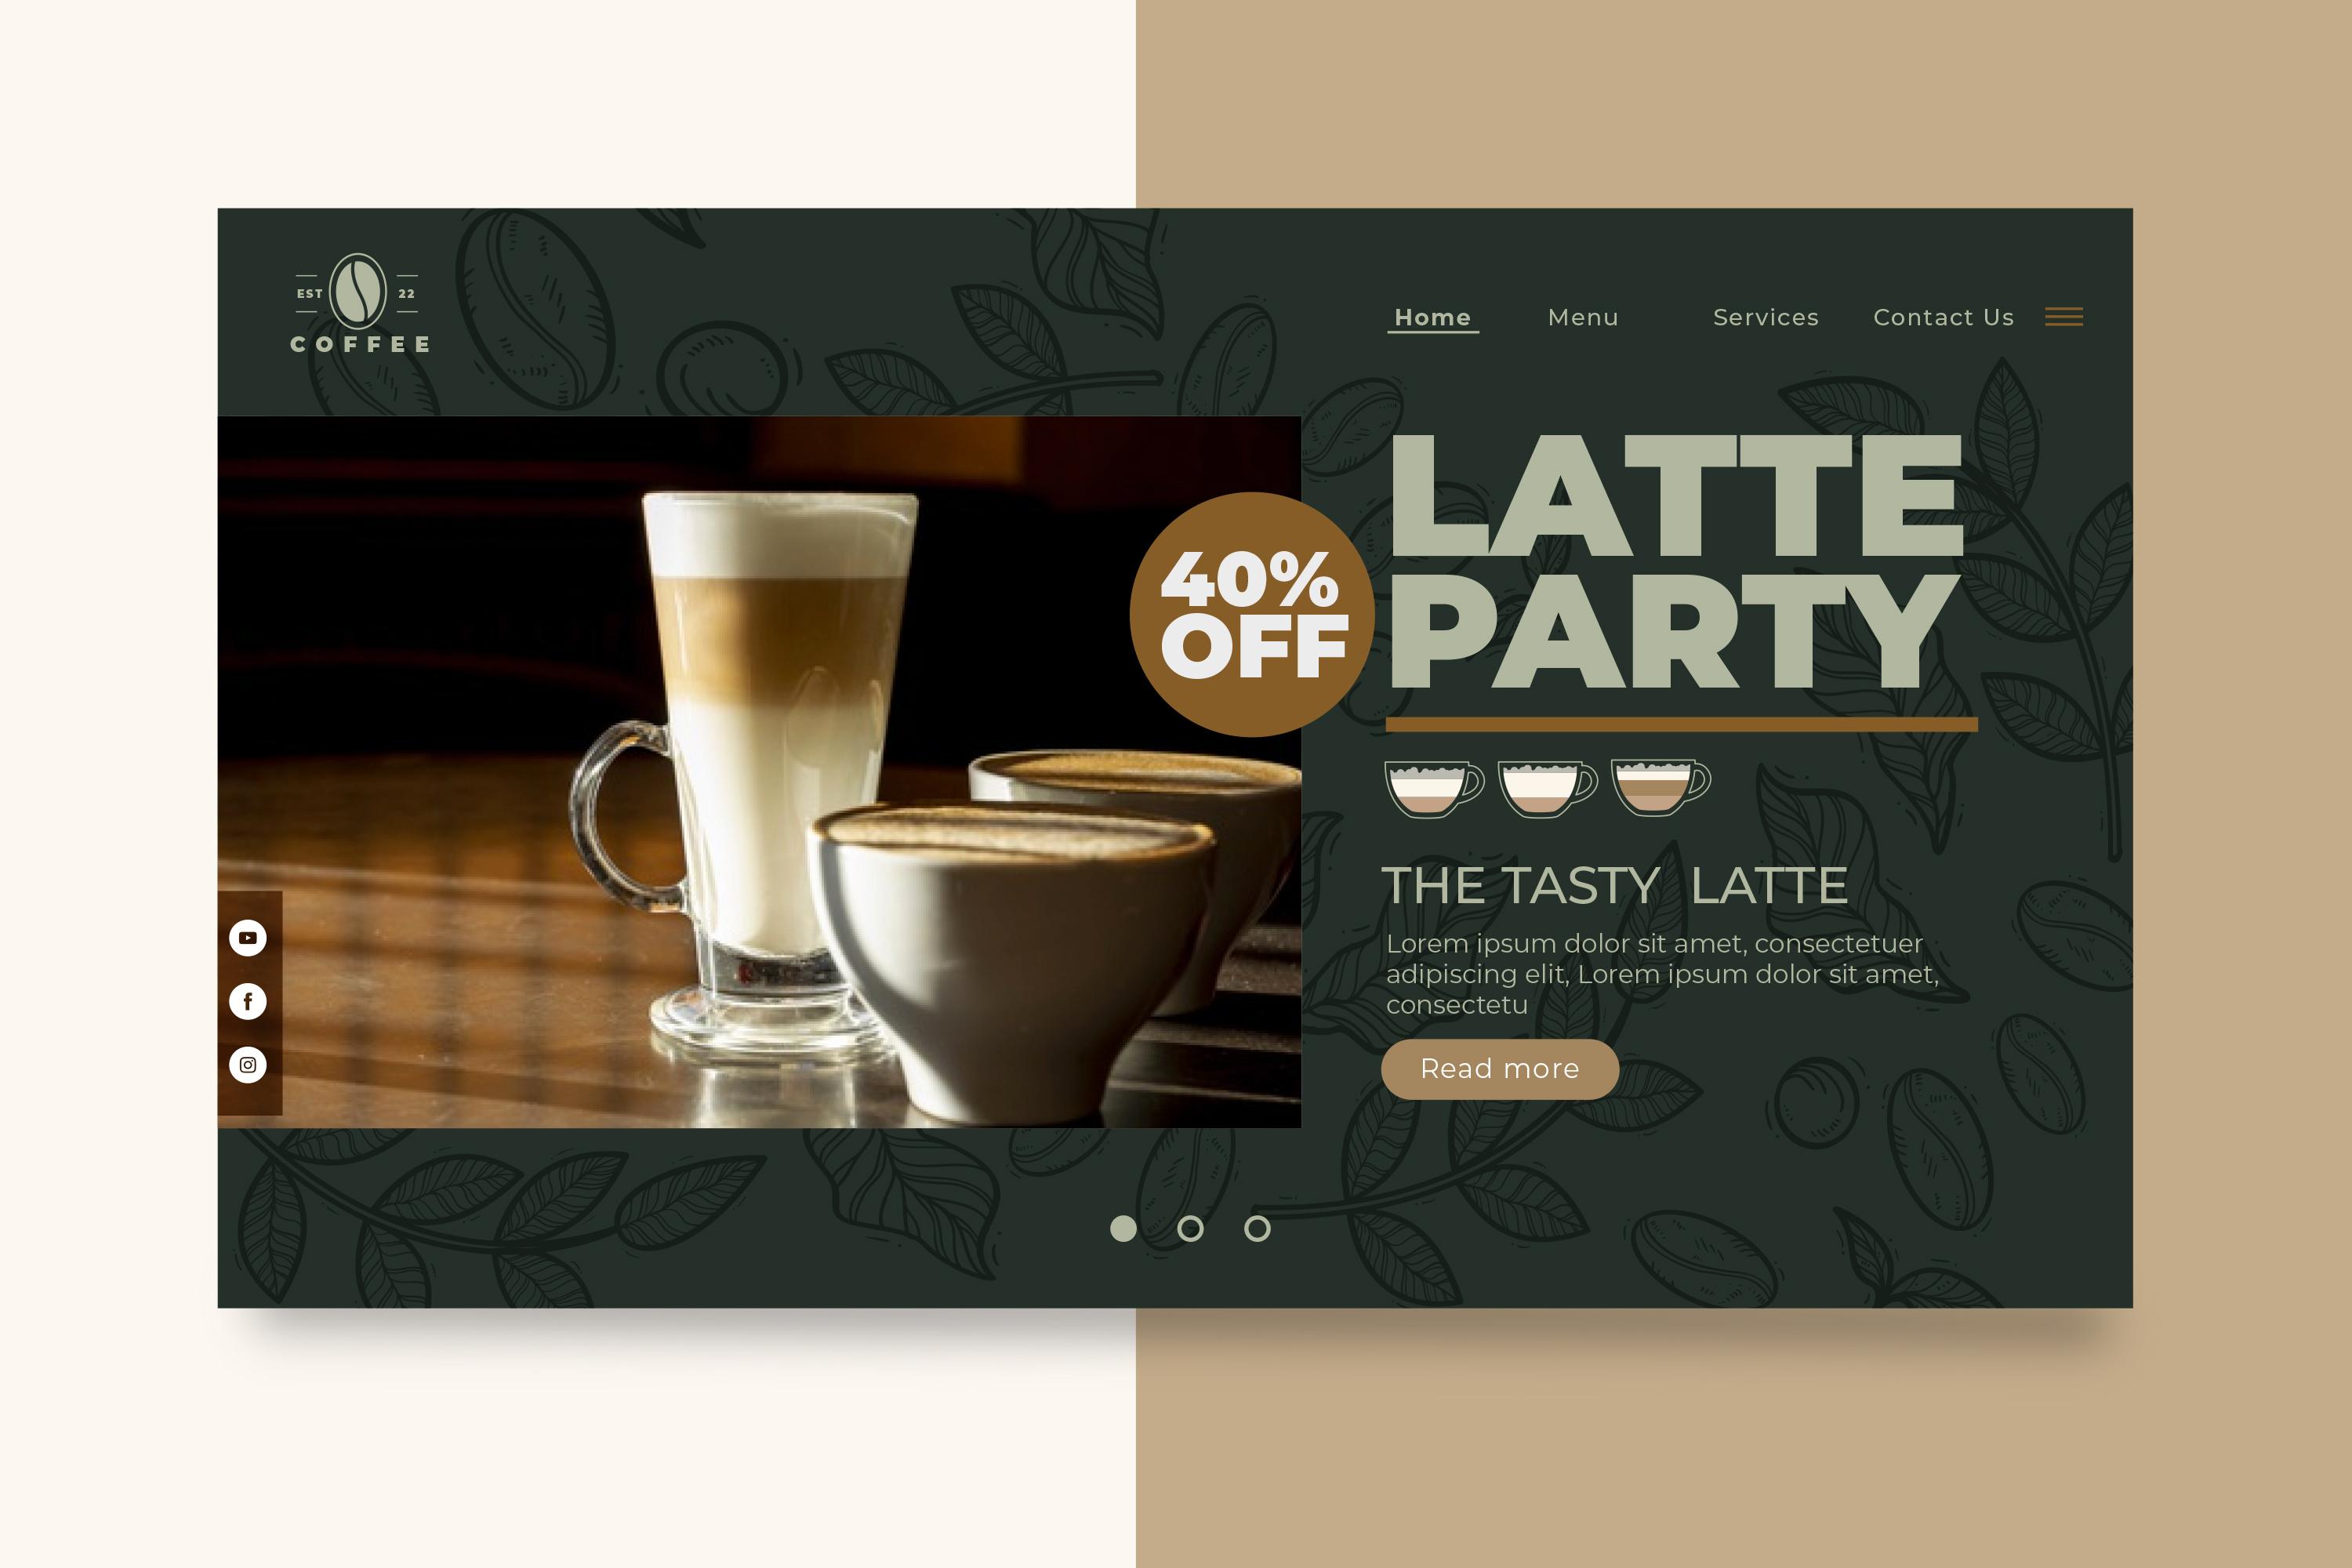 EST 22
COFFEE
Home Menu Services Contact Us
LATTE
PARTY
40%
OFF
THE TASTY LATTE
Lorem ipsum dolor sit amet, consectetuer
adipiscing elit, Lorem ipsum dolor sit amet,
consectetu
Read more